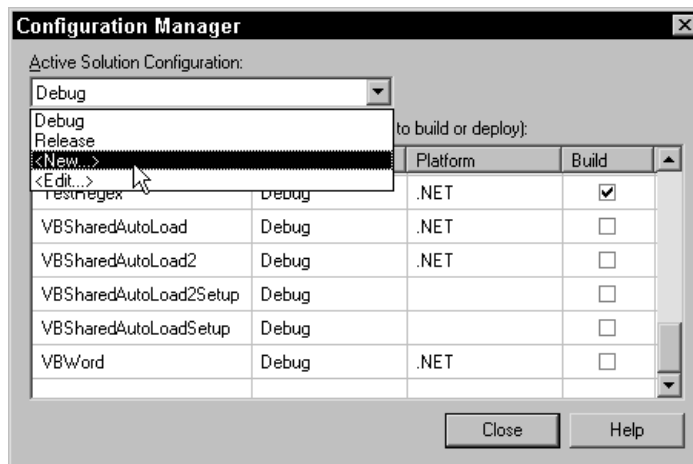 Configuration Manager
Active Solution Configuration:
Debug
Debug
Release
<New...>
<Edit...>
to build or deploy):
Platform Build
TestRegex Debug .NET
VBSharedAutoLoad Debug .NET
VBSharedAutoLoad2 Debug .NET
VBSharedAutoLoad2Setup Debug
VBSharedAutoLoadSetup Debug
VBWord Debug .NET
Close Help